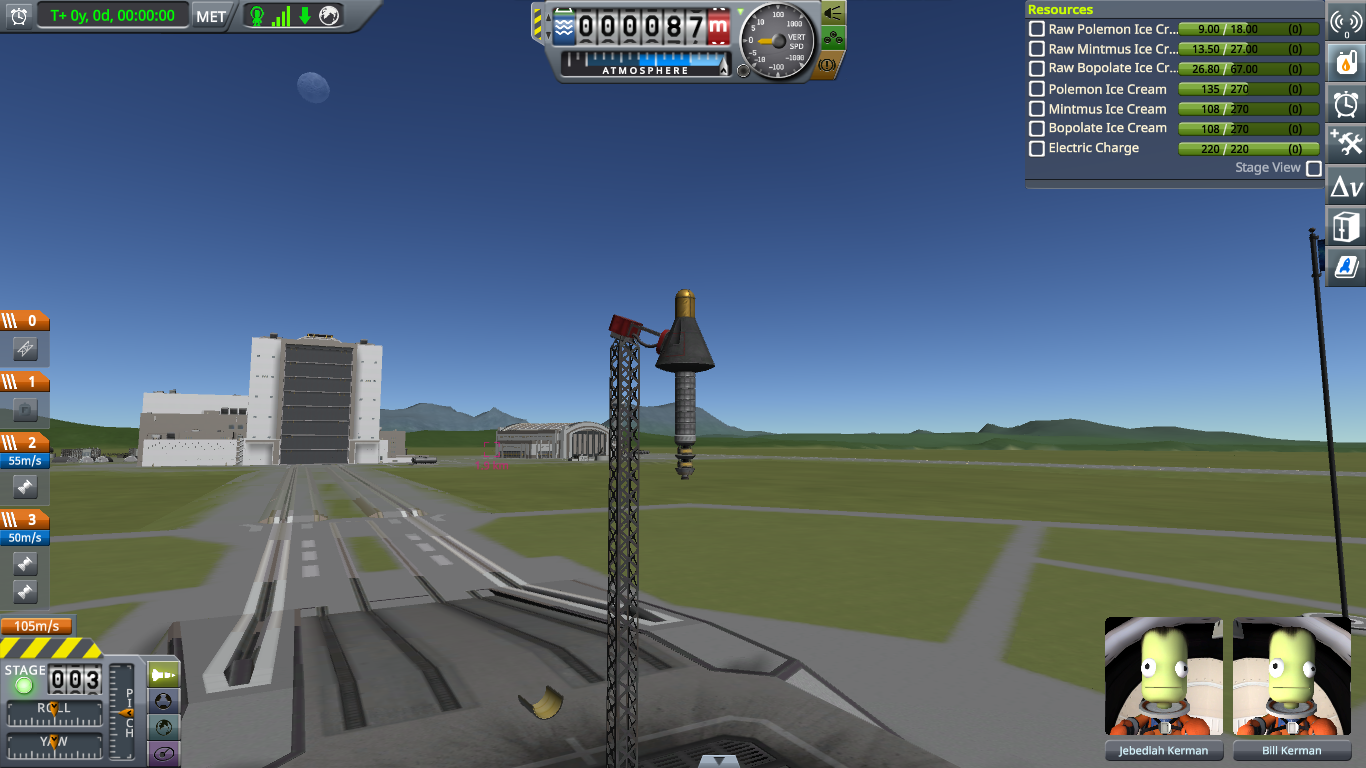 T+ 0y, 0d, 00:00:00
MET
000087m
ATMOSPHERE
VERT
SPD
Resources
Raw Polemon Ice Cr... 9.00 / 18.00 (0)
Raw Mintmus Ice Cr... 13.50 / 27.00 (0)
Raw Bopolate Ice Cr... 26.80 / 67.00 (0)
Polemon Ice Cream 135 / 270 (0)
Mintmus Ice Cream 108 / 270 (0)
Bopolate Ice Cream 108 / 270 (0)
Electric Charge 220 / 220 (0)
Stage View
0
Δv
0
1
2
55m/s
3
50m/s
105m/s
STAGE
003
ROLL
YAW
PITCH
Jebediah Kerman
Bill Kerman